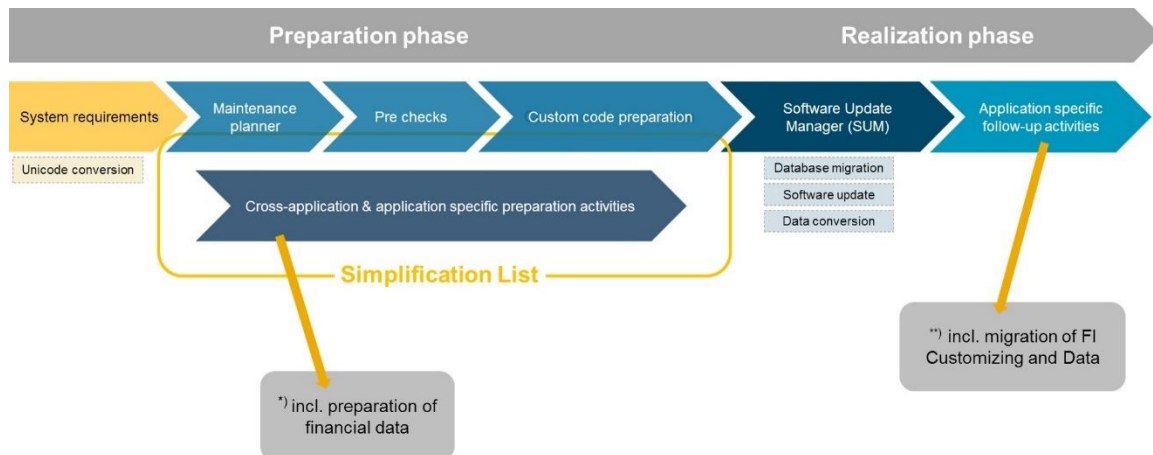 Preparation phase
Realization phase
System requirements
Maintenance
planner
Pre checks
Custom code preparation
Software Update
Manager (SUM)
Application specific
follow-up activities
Unicode conversion
Database migration
Software update
Data conversion
Cross-application & application specific preparation activities
Simplification List
*) incl. preparation of
financial data
**) incl. migration of FI
Customizing and Data